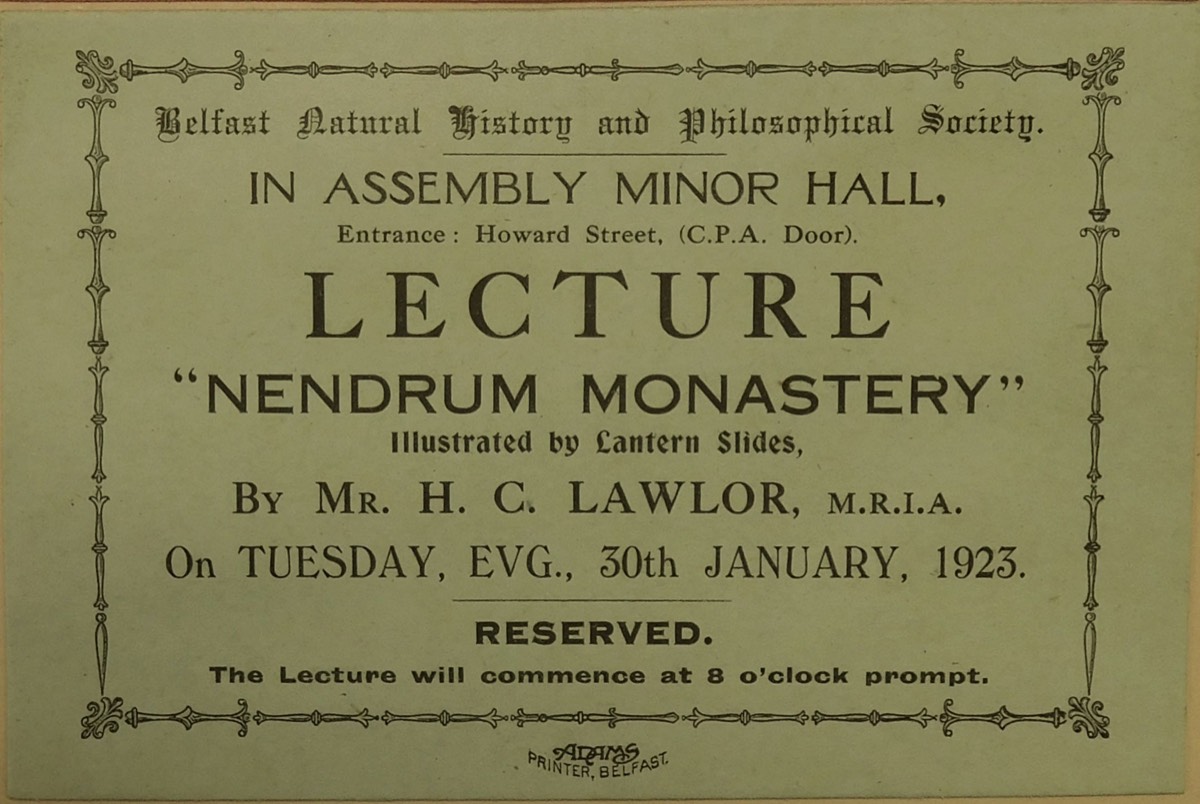 Belfast Natural History and Philosophical Society.
IN ASSEMBLY MINOR HALL,
Entrance: Howard Street, (C.P.A. Door).
LECTURE
“NENDRUM MONASTERY”
Illustrated by Lantern Slides,
By Mr. H. C. LAWLOR, M.R.I.A.
On TUESDAY, EVG., 30th JANUARY, 1923.
RESERVED.
The Lecture will commence at 8 o'clock prompt.
ADAMS
PRINTER, BELFAST.